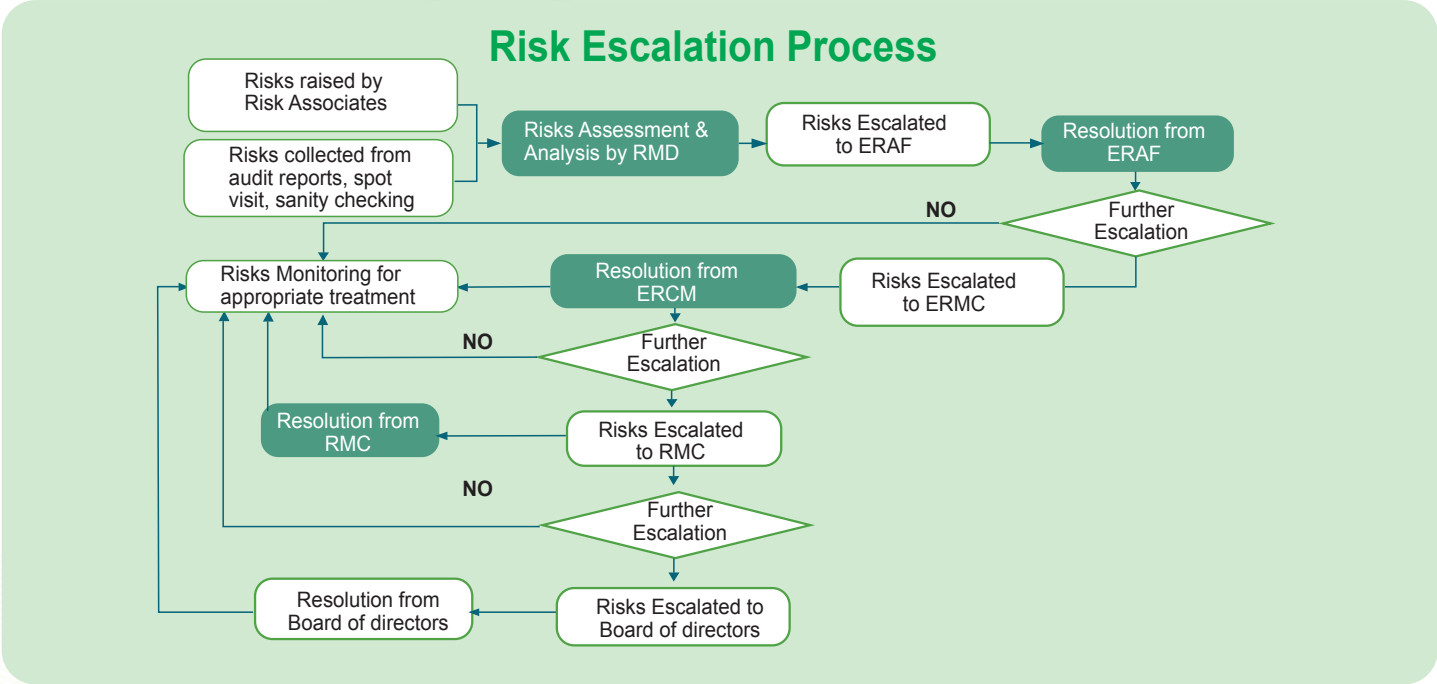 Risk Escalation Process
Risks raised by
Risk Associates
Risks collected from
audit reports, spot
visit, sanity checking
Risks Assessment &
Analysis by RMD
Risks Escalated
to ERAF
Resolution from
ERAF
Further
Escalation
NO
Risks Monitoring for
appropriate treatment
Resolution from
ERCM
Risks Escalated
to ERMC
Further
Escalation
NO
Resolution from
RMC
Risks Escalated
to RMC
NO
Further
Escalation
Resolution from
Board of directors
Risks Escalated to
Board of directors